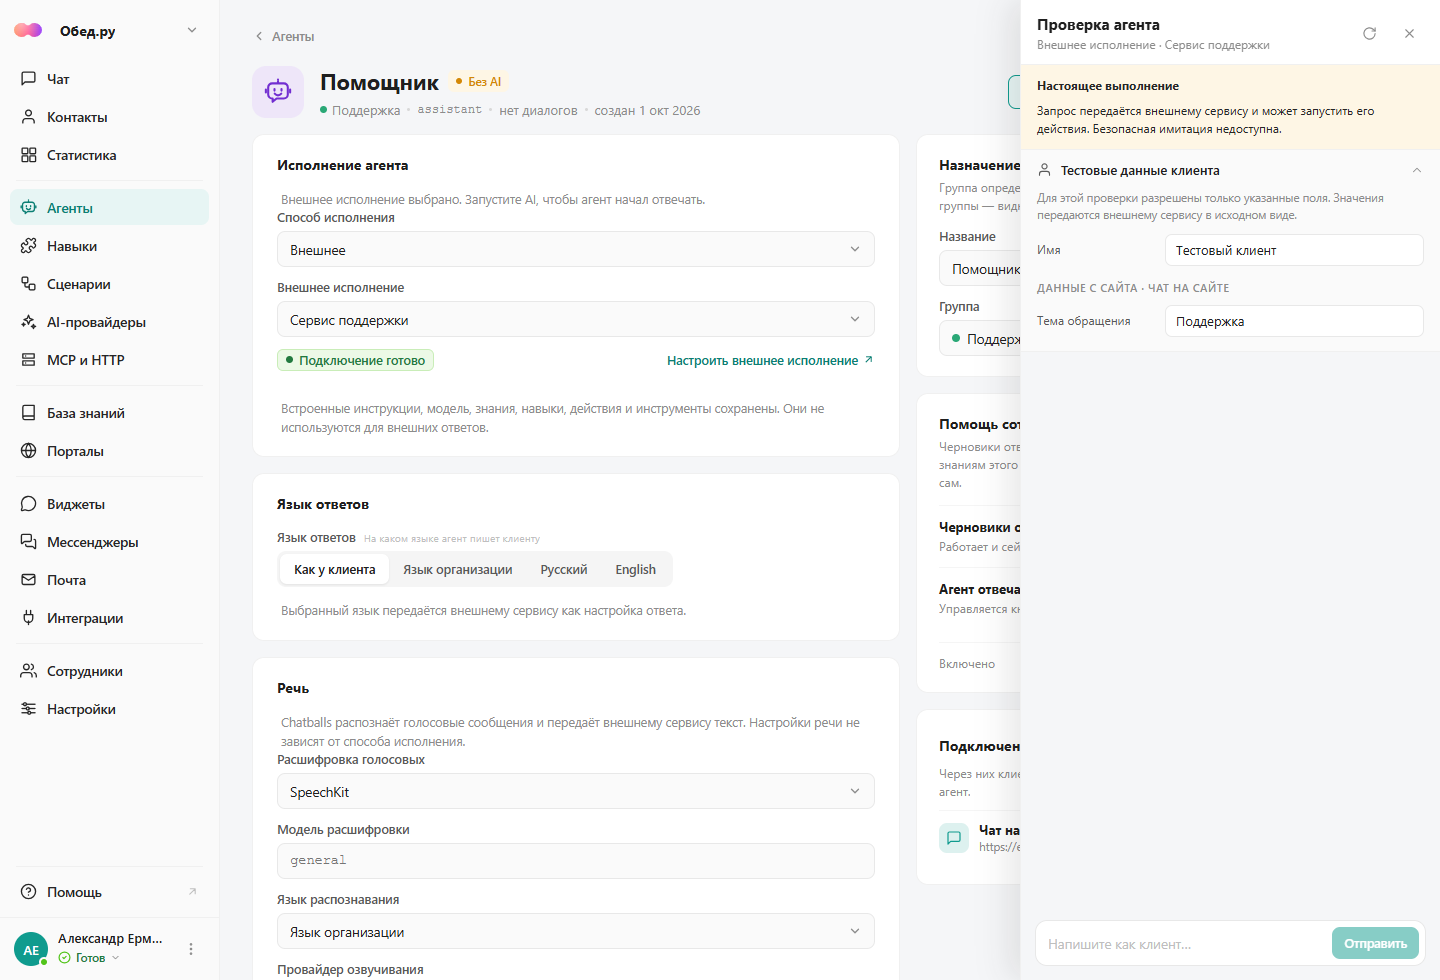 Обед.ру
Чат
Контакты
Статистика
Агенты
Навыки
Сценарии
AI-провайдеры
MCP и HTTP
База знаний
Порталы
Виджеты
Мессенджеры
Почта
Интеграции
Сотрудники
Настройки
Помощь
АЕ
Александр Ерм...
Готов
Агенты
Помощник
Без AI
Поддержка · assistant · нет диалогов · создан 1 окт 2026
Исполнение агента
Внешнее исполнение выбрано. Запустите AI, чтобы агент начал отвечать.
Способ исполнения
Внешнее
Внешнее исполнение
Сервис поддержки
Подключение готово
Настроить внешнее исполнение
Встроенные инструкции, модель, знания, навыки, действия и инструменты сохранены. Они не
используются для внешних ответов.
Язык ответов
Язык ответов На каком языке агент пишет клиенту
Как у клиента
Язык организации
Русский
English
Выбранный язык передаётся внешнему сервису как настройка ответа.
Речь
Chatballs распознаёт голосовые сообщения и передаёт внешнему сервису текст. Настройки речи не
зависят от способа исполнения.
Расшифровка голосовых
SpeechKit
Модель расшифровки
general
Язык распознавания
Язык организации
Провайдер озвучивания
Назначение
Группа опреде
группы — вид
Название
Помощник
Группа
Поддерж
Помощь сот
Черновики отв
знаниям этого
сам.
Черновики о
Работает и сей
Агент отвеча
Управляется кн
Включено
Подключен
Через них клие
агент.
Чат на
https://e
Проверка агента
Внешнее исполнение · Сервис поддержки
Настоящее выполнение
Запрос передаётся внешнему сервису и может запустить его
действия. Безопасная имитация недоступна.
Тестовые данные клиента
Для этой проверки разрешены только указанные поля. Значения
передаются внешнему сервису в исходном виде.
Имя
Тестовый клиент
ДАННЫЕ С САЙТА · ЧАТ НА САЙТЕ
Тема обращения
Поддержка
Напишите как клиент...
Отправить